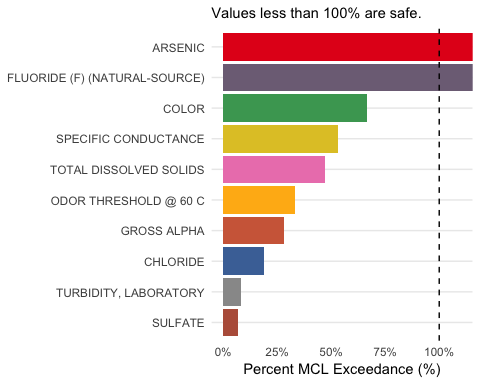 Values less than 100% are safe.
ARSENIC
FLUORIDE (F) (NATURAL-SOURCE)
COLOR
SPECIFIC CONDUCTANCE
TOTAL DISSOLVED SOLIDS
ODOR THRESHOLD @ 60 C
GROSS ALPHA
CHLORIDE
TURBIDITY, LABORATORY
SULFATE
0% 25% 50% 75% 100%
Percent MCL Exceedance (%)